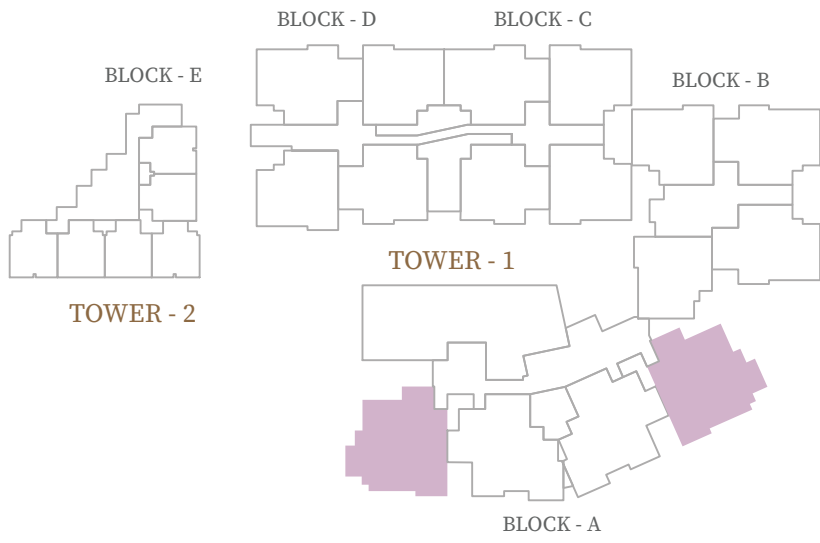 BLOCK - D
BLOCK - C
BLOCK - E
BLOCK - B
TOWER - 1
TOWER - 2
BLOCK - A